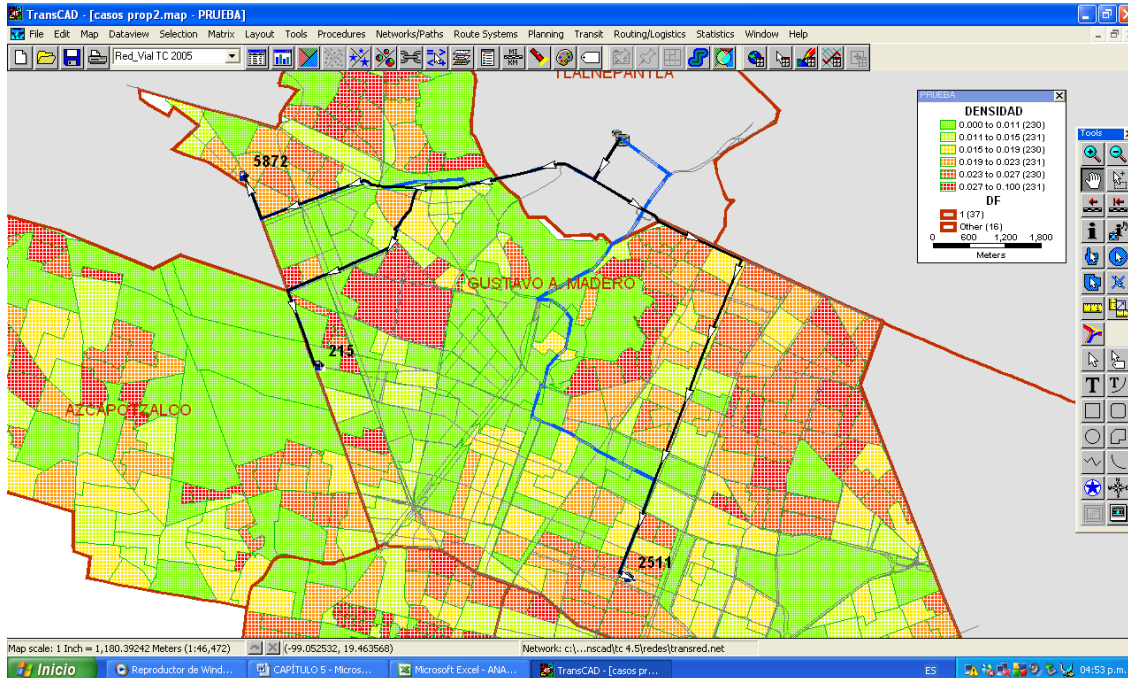 TransCAD - [casos prop2.map - PRUEBA]
File Edit Map Dataview Selection Matrix Layout Tools Procedures Networks/Paths Route Systems Planning Transit Routing/Logistics Statistics Window Help
Red_Vial TC 2005
MI
KM
TLALNEPANTLA
PRUEBA
DENSIDAD
0.000 to 0.011 (230)
0.011 to 0.015 (231)
0.015 to 0.019 (230)
0.019 to 0.023 (231)
0.023 to 0.027 (230)
0.027 to 0.100 (231)
DF
1 (37)
Other (16)
0 600 1,200 1,800
Meters
Tools
5872
GUSTAVO A. MADERO
215
AZCAPOTZALCO
2511
Map scale: 1 Inch = 1,180.39242 Meters (1:46,472)
(-99.052532, 19.463568)
Network: c:\...nscad\tc 4.5\redes\transred.net
Inicio
Reproductor de Wind...
CAPÍTULO 5 - Micros...
Microsoft Excel - ANA...
TransCAD - [casos pr...
ES
04:53 p.m.